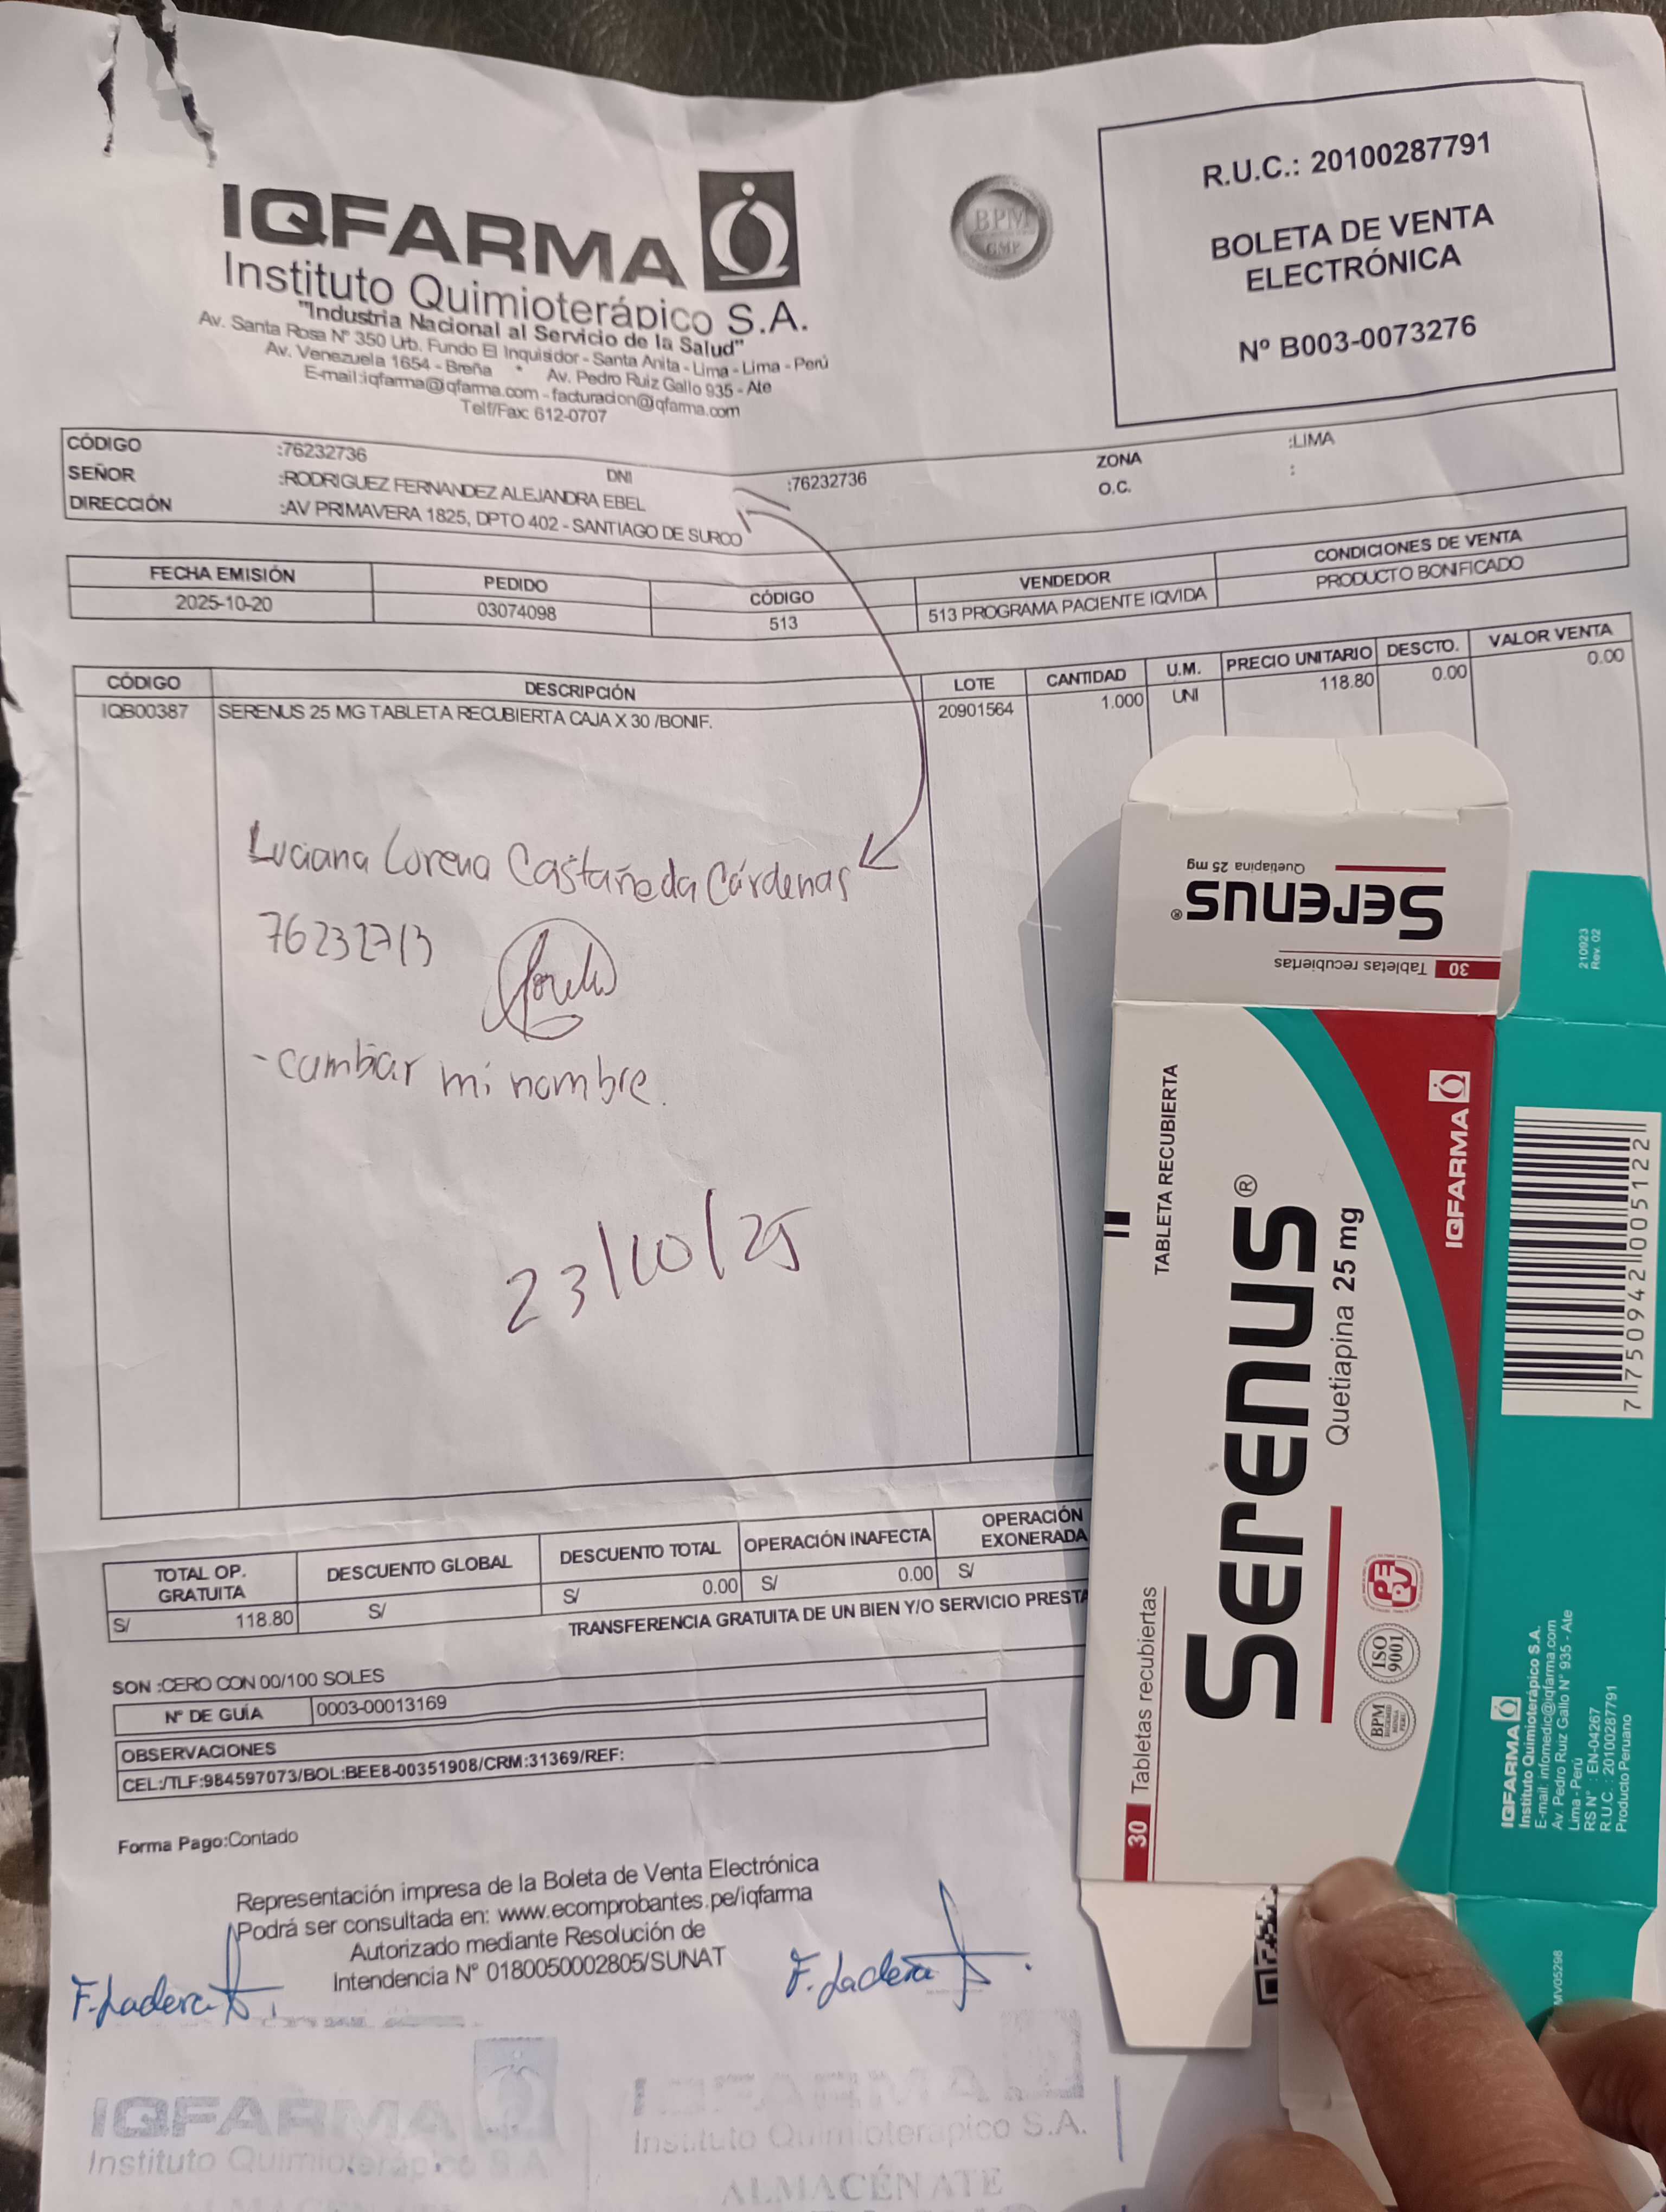 IQFARMA
Instituto Quimioterápico S.A.
"Industria Nacional al Servicio de la Salud"
Av. Santa Rosa N° 350 Urb. Fundo El Inquisidor - Santa Anita - Lima - Lima - Perú
Av. Venezuela 1654 - Breña * Av. Pedro Ruiz Gallo 935 - Ate
E-mail:iqfarma@iqfarma.com - facturacion@iqfarma.com
Telf/Fax: 612-0707
BPM
GMP
R.U.C.: 20100287791
BOLETA DE VENTA
ELECTRÓNICA
Nº B003-0073276
CÓDIGO :76232736 DNI :76232736 ZONA :LIMA
SEÑOR :RODRIGUEZ FERNANDEZ ALEJANDRA EBEL O.C. :
DIRECCIÓN :AV PRIMAVERA 1825, DPTO 402 - SANTIAGO DE SURCO
FECHA EMISIÓN PEDIDO CÓDIGO VENDEDOR CONDICIONES DE VENTA
2025-10-20 03074098 513 513 PROGRAMA PACIENTE IQVIDA PRODUCTO BONIFICADO
CÓDIGO DESCRIPCIÓN LOTE CANTIDAD U.M. PRECIO UNITARIO DESCTO. VALOR VENTA
IQB00387 SERENUS 25 MG TABLETA RECUBIERTA CAJA X 30 /BONIF. 20901564 1.000 UNI 118.80 0.00 0.00
Luciana Lorena Castañeda Cárdenas
76232713
- cambiar mi nombre.
23/10/25
TOTAL OP. GRATUITA DESCUENTO GLOBAL DESCUENTO TOTAL OPERACIÓN INAFECTA OPERACIÓN EXONERADA
S/ 118.80 S/ S/ 0.00 S/ 0.00 S/
TRANSFERENCIA GRATUITA DE UN BIEN Y/O SERVICIO PRESTA
SON :CERO CON 00/100 SOLES
Nº DE GUÍA 0003-00013169
OBSERVACIONES
CEL:/TLF:984597073/BOL:BEE8-00351908/CRM:31369/REF:
Forma Pago:Contado
Representación impresa de la Boleta de Venta Electrónica
Podrá ser consultada en: www.ecomprobantes.pe/iqfarma
Autorizado mediante Resolución de
Intendencia N° 0180050002805/SUNAT
F. Ladera
F. Ladera
IQFARMA
Instituto Quimioterápico S.A
Instituto Quimioterapico S.A.
ALMACÉN ATE
30 Tabletas recubiertas
Serenus®
Quetiapina 25 mg
TABLETA RECUBIERTA
Serenus®
Quetiapina 25 mg
30 Tabletas recubiertas
IQFARMA
PERU
ISO
9001
BPM
210923
Rev. 02
7 750942 005122
IQFARMA
Instituto Quimioterápico S.A.
E-mail: infomedic@iqfarma.com
Av. Pedro Ruiz Gallo N° 935 - Ate
Lima - Perú
RS N° : EN-04267
R.U.C. : 20100287791
Producto Peruano
MV05298